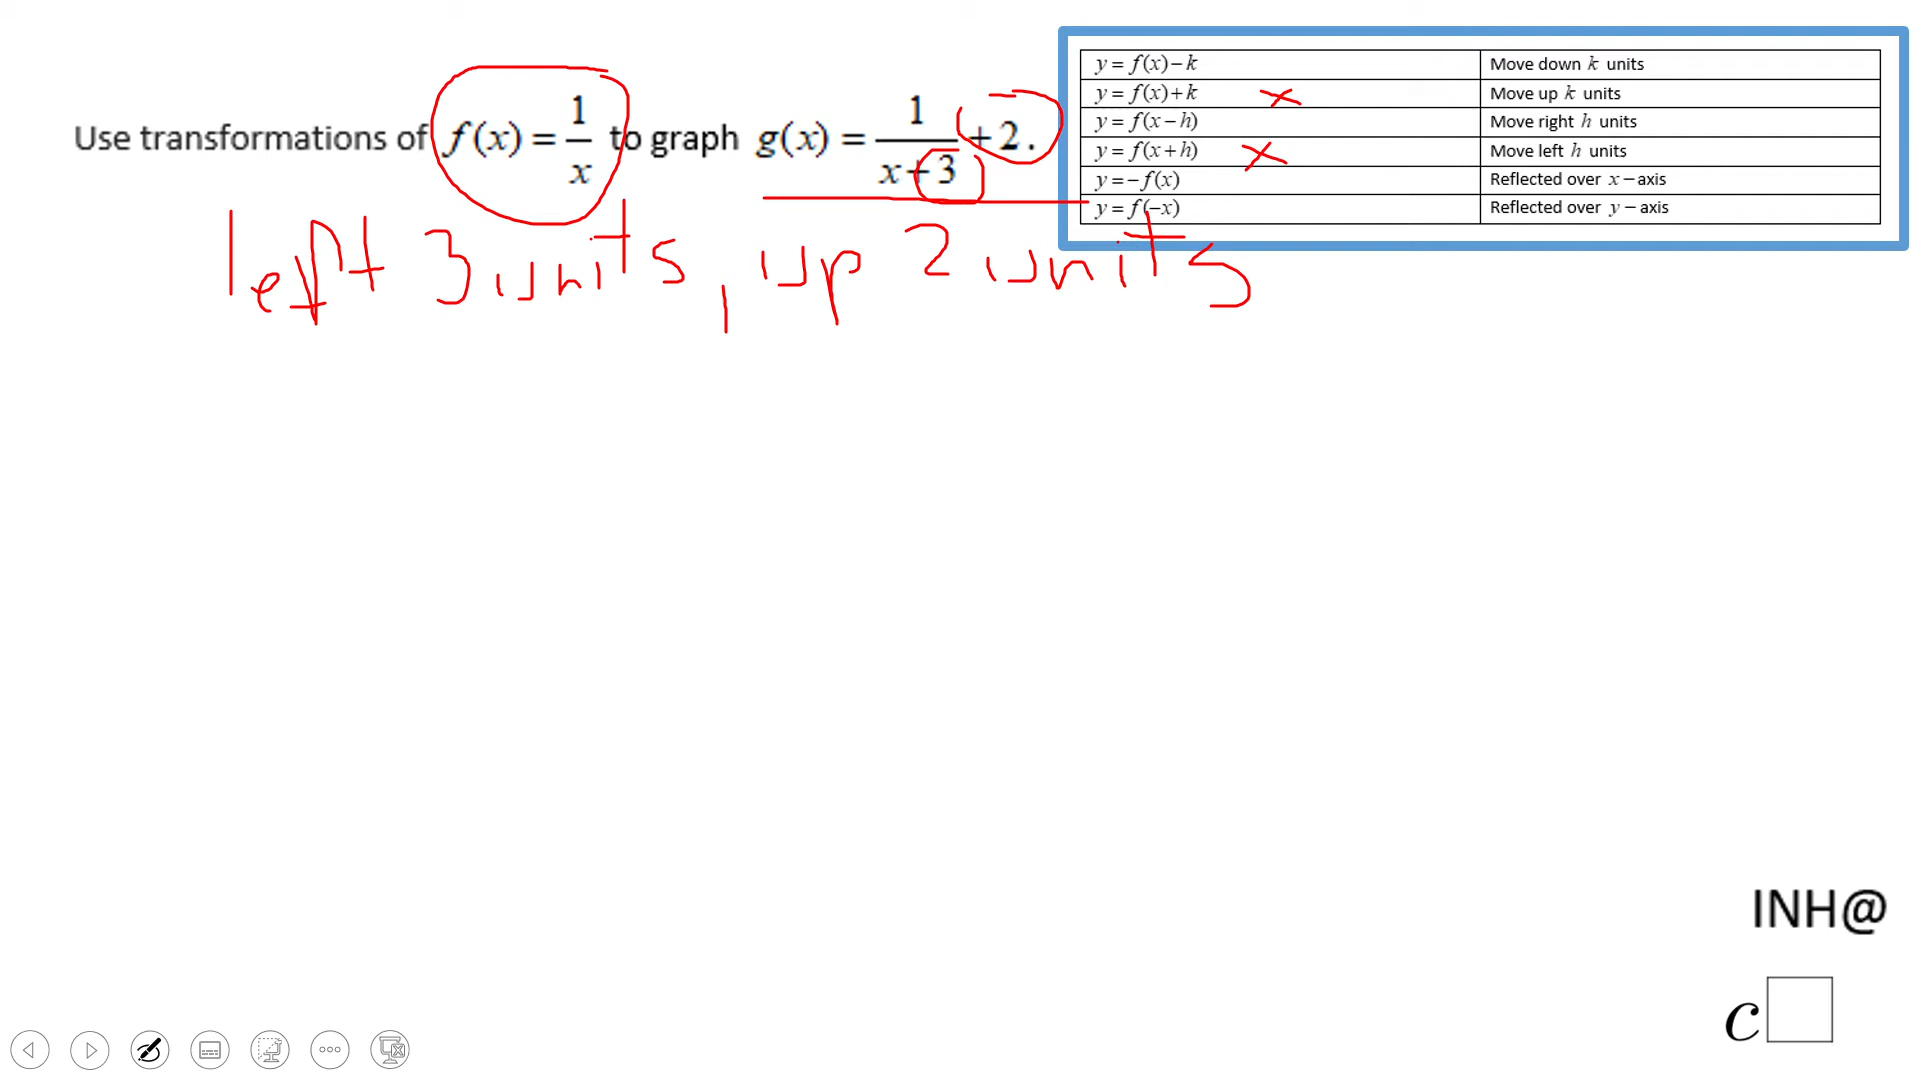 Use transformations of f(x) = 1/x to graph g(x) = 1/(x+3) + 2.
y = f(x) − k Move down k units
y = f(x) + k x Move up k units
y = f(x − h) Move right h units
y = f(x + h) x Move left h units
y = − f(x) Reflected over x − axis
y = f(−x) Reflected over y − axis
left 3 units, up 2 units
INH@
c